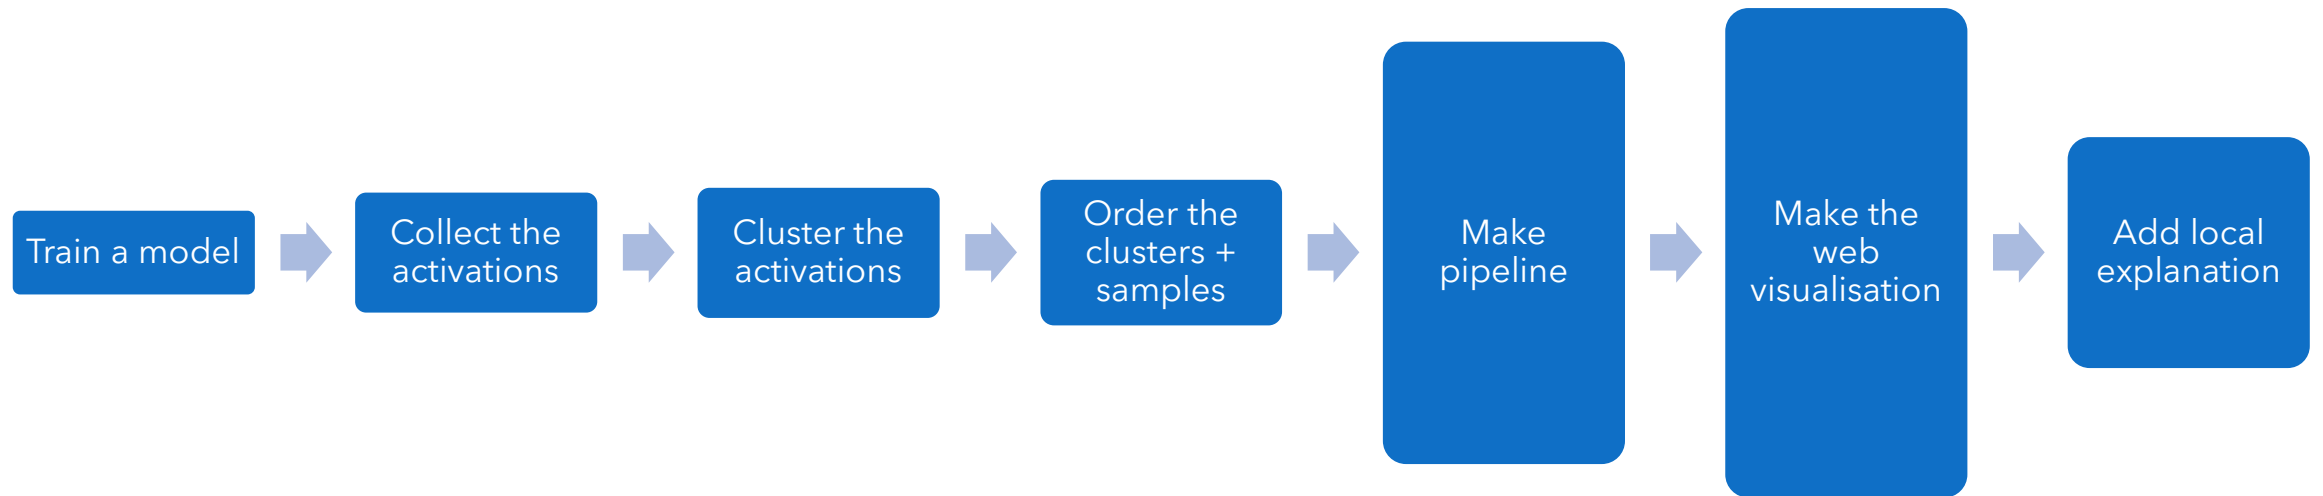 Train a model
Collect the
activations
Cluster the
activations
Order the
clusters +
samples
Make
pipeline
Make the
web
visualisation
Add local
explanation